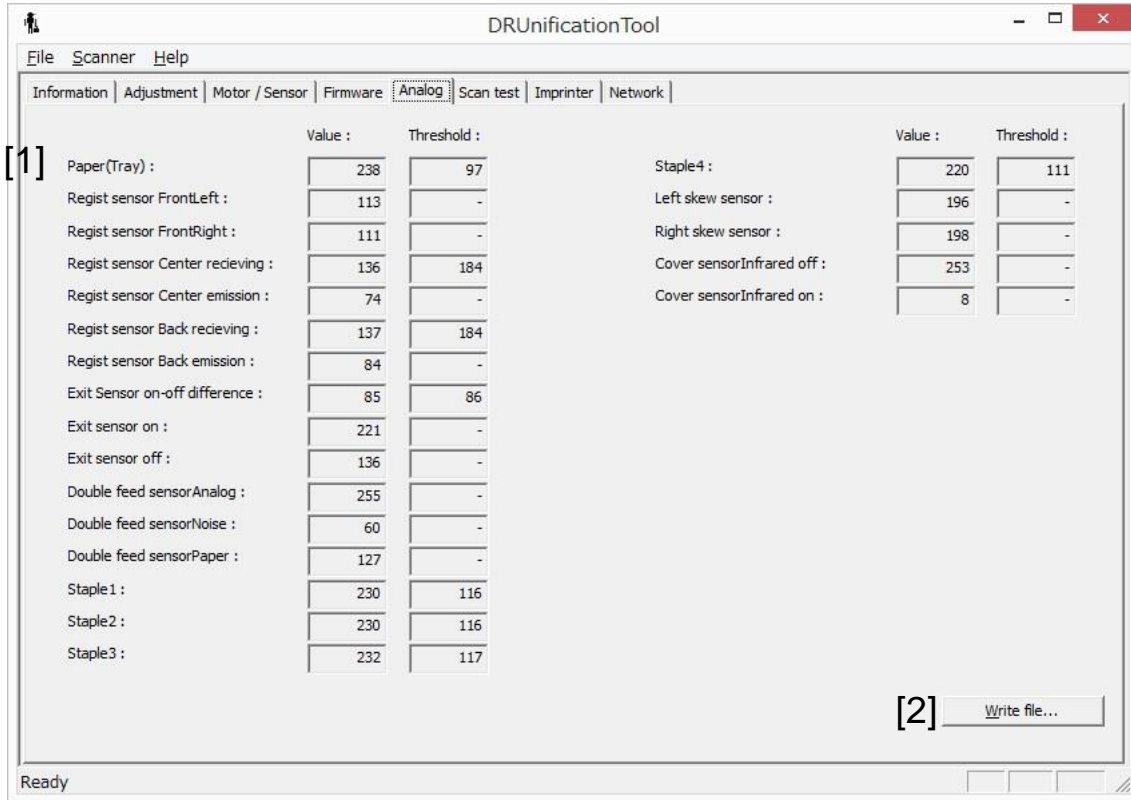 DRUnificationTool
File Scanner Help
Information Adjustment Motor / Sensor Firmware Analog Scan test Imprinter Network
Value : Threshold : Value : Threshold :
[1] Paper(Tray) : 238 97 Staple4 : 220 111
Regist sensor FrontLeft : 113 - Left skew sensor : 196 -
Regist sensor FrontRight : 111 - Right skew sensor : 198 -
Regist sensor Center recieving : 136 184 Cover sensorInfrared off : 253 -
Regist sensor Center emission : 74 - Cover sensorInfrared on : 8 -
Regist sensor Back recieving : 137 184
Regist sensor Back emission : 84 -
Exit Sensor on-off difference : 85 86
Exit sensor on : 221 -
Exit sensor off : 136 -
Double feed sensorAnalog : 255 -
Double feed sensorNoise : 60 -
Double feed sensorPaper : 127 -
Staple1 : 230 116
Staple2 : 230 116
Staple3 : 232 117
[2] Write file...
Ready